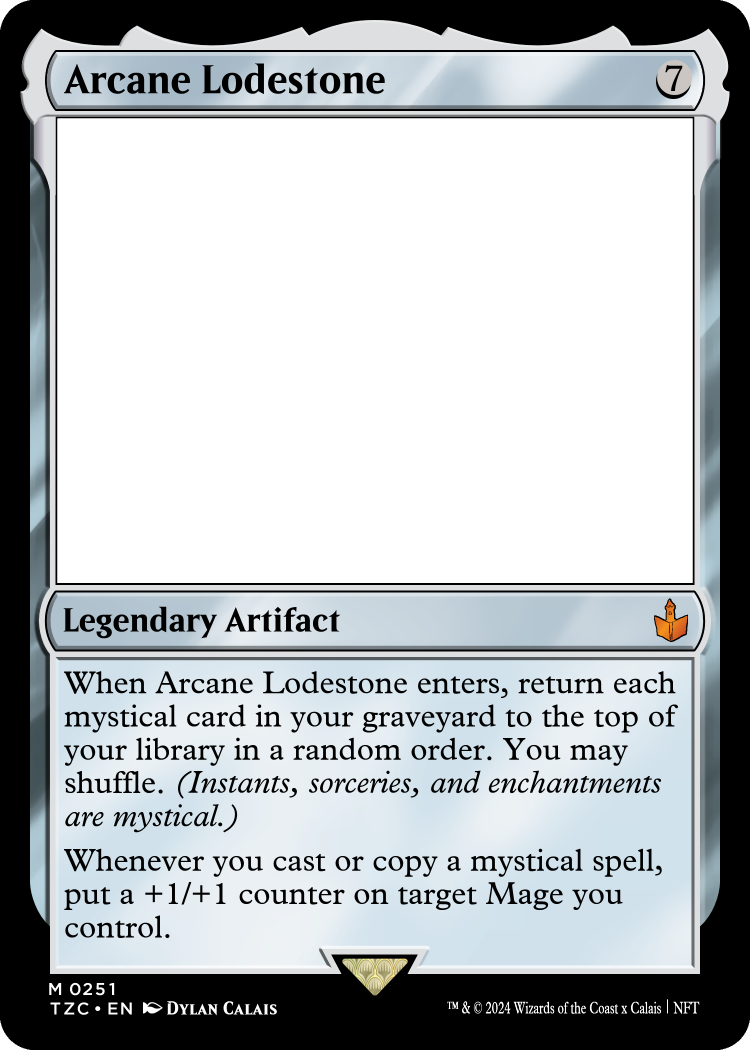 Arcane Lodestone
7
Legendary Artifact
When Arcane Lodestone enters, return each
mystical card in your graveyard to the top of
your library in a random order. You may
shuffle. (Instants, sorceries, and enchantments
are mystical.)
Whenever you cast or copy a mystical spell,
put a +1/+1 counter on target Mage you
control.
M 0251
TZC • EN Dylan Calais
™ & © 2024 Wizards of the Coast x Calais | NFT